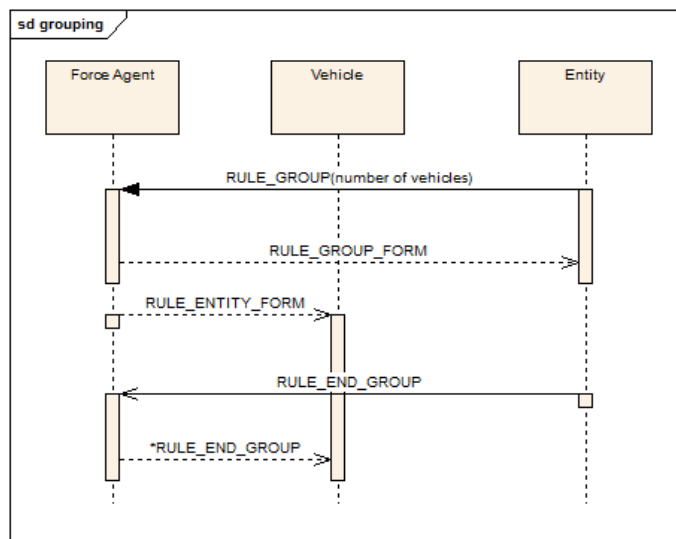 sd grouping
Force Agent
Vehicle
Entity
RULE_GROUP(number of vehicles)
RULE_GROUP_FORM
RULE_ENTITY_FORM
RULE_END_GROUP
*RULE_END_GROUP